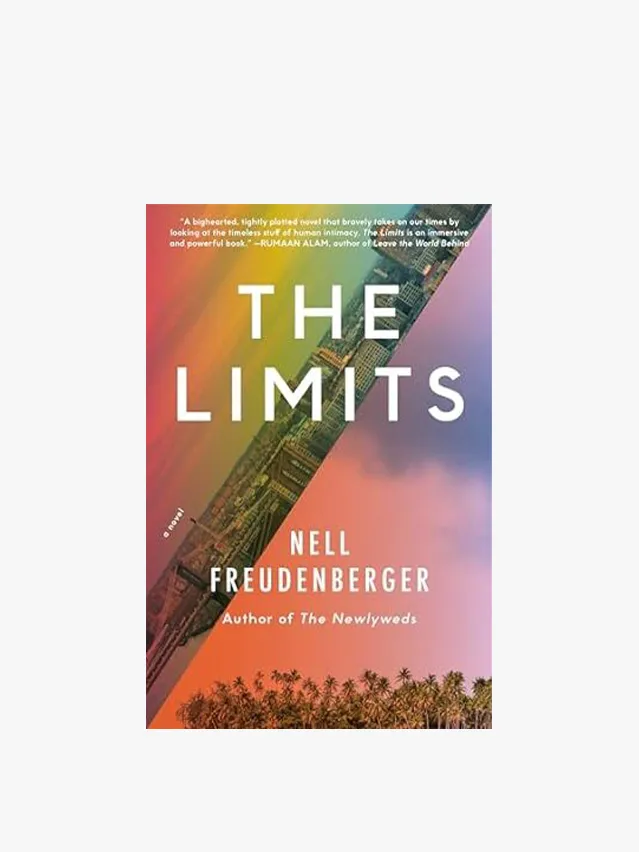 "A bighearted, tightly plotted novel that bravely takes on our times by
looking at the timeless stuff of human intimacy, The Limits is an immersive
and powerful book." —RUMAAN ALAM, author of Leave the World Behind
THE
LIMITS
a novel
NELL
FREUDENBERGER
Author of The Newlyweds